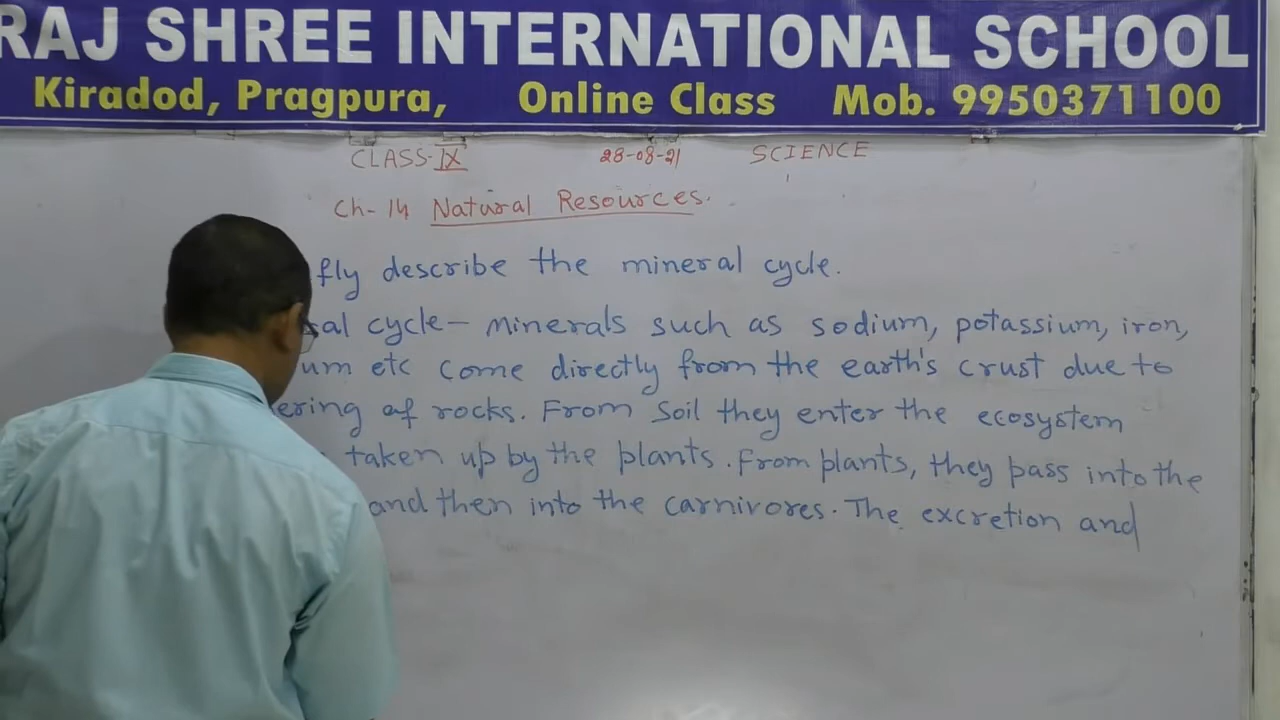 RAJ SHREE INTERNATIONAL SCHOOL
Kiradod, Pragpura, Online Class Mob. 9950371100
CLASS-IX 28-08-21 SCIENCE
Ch- 14 Natural Resources.
fly describe the mineral cycle.
cycle- Minerals such as sodium, potassium, iron,
um etc come directly from the earth's crust due to
ering of rocks. From soil they enter the ecosystem
taken up by the plants. From plants, they pass into the
and then into the carnivores. The excretion and